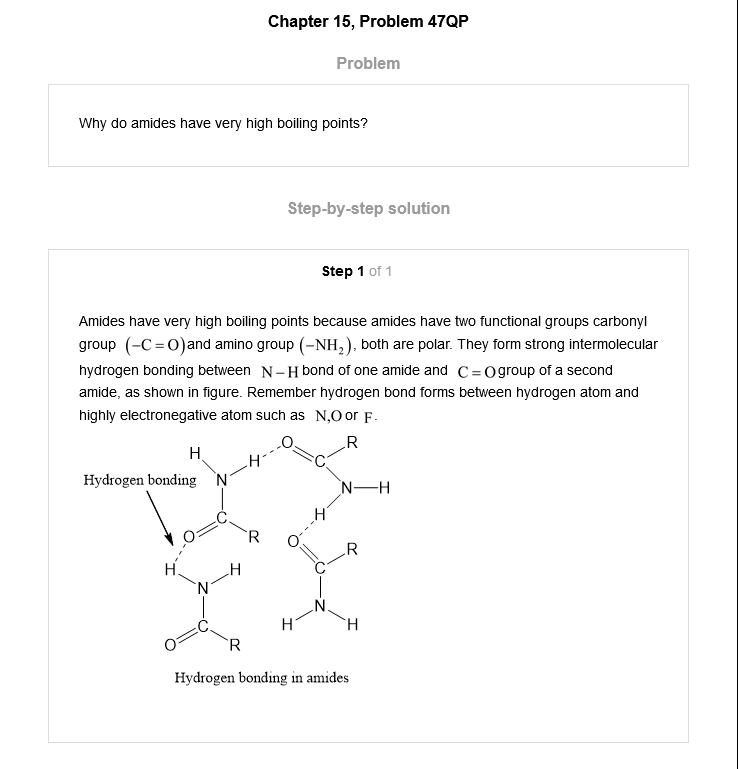 Chapter 15, Problem 47QP
Problem
Why do amides have very high boiling points?
Step-by-step solution
Step 1 of 1
Amides have very high boiling points because amides have two functional groups carbonyl
group (−C=O) and amino group (−NH₂), both are polar. They form strong intermolecular
hydrogen bonding between N−H bond of one amide and C=O group of a second
amide, as shown in figure. Remember hydrogen bond forms between hydrogen atom and
highly electronegative atom such as N,O or F.
O R
H H C
Hydrogen bonding N N H
C H
O R O R
H H C
N
C N
O R H H
Hydrogen bonding in amides